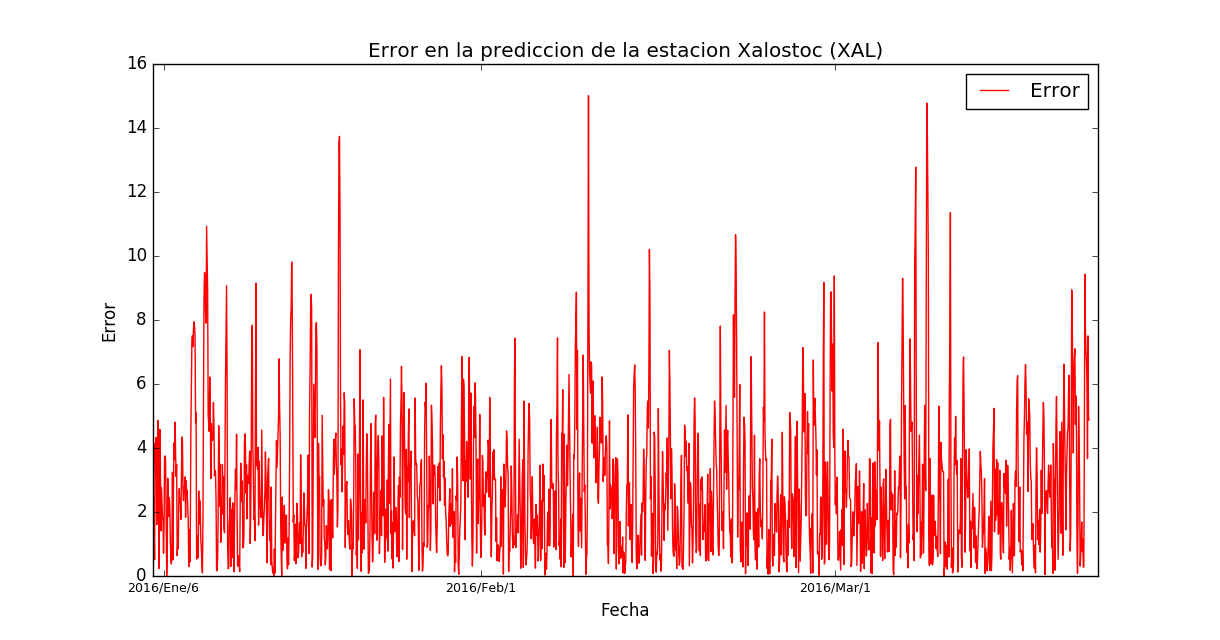 Error en la prediccion de la estacion Xalostoc (XAL)
16
14
12
10
8
6
4
2
0
Error
Error
2016/Ene/6
2016/Feb/1
2016/Mar/1
Fecha